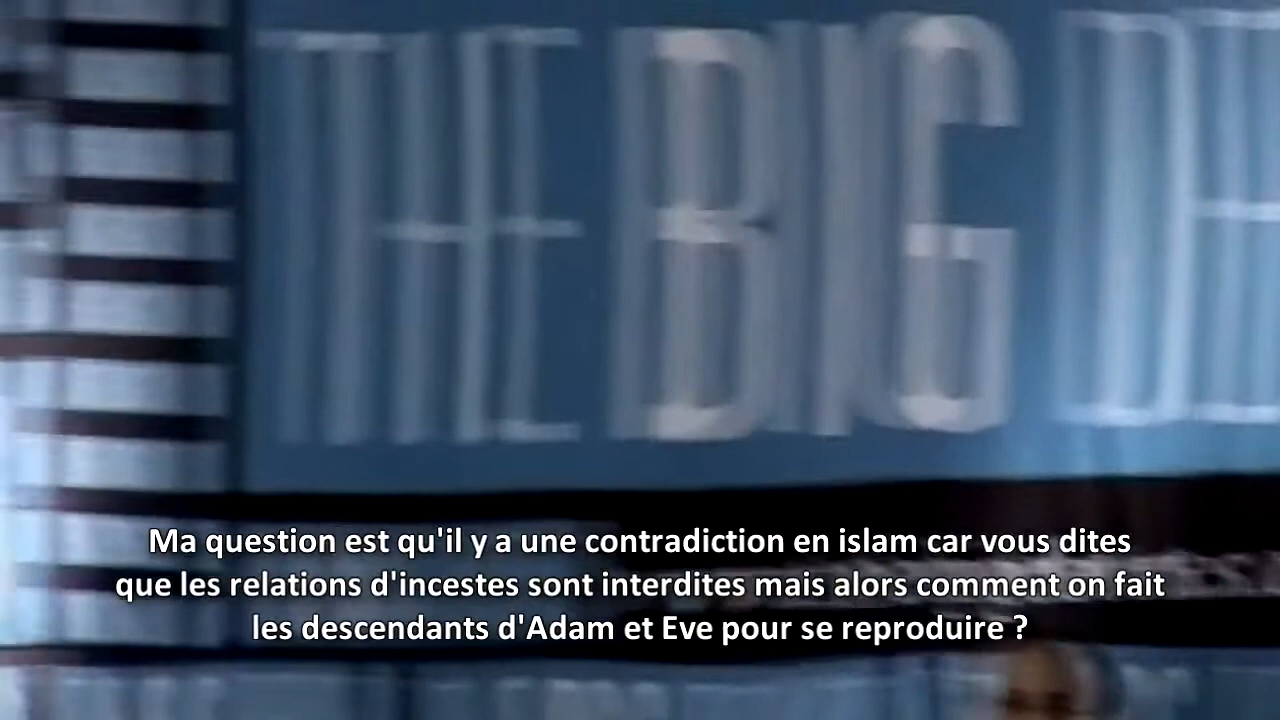 THE BIG DE
Ma question est qu'il y a une contradiction en islam car vous dites
que les relations d'incestes sont interdites mais alors comment on fait
les descendants d'Adam et Eve pour se reproduire ?